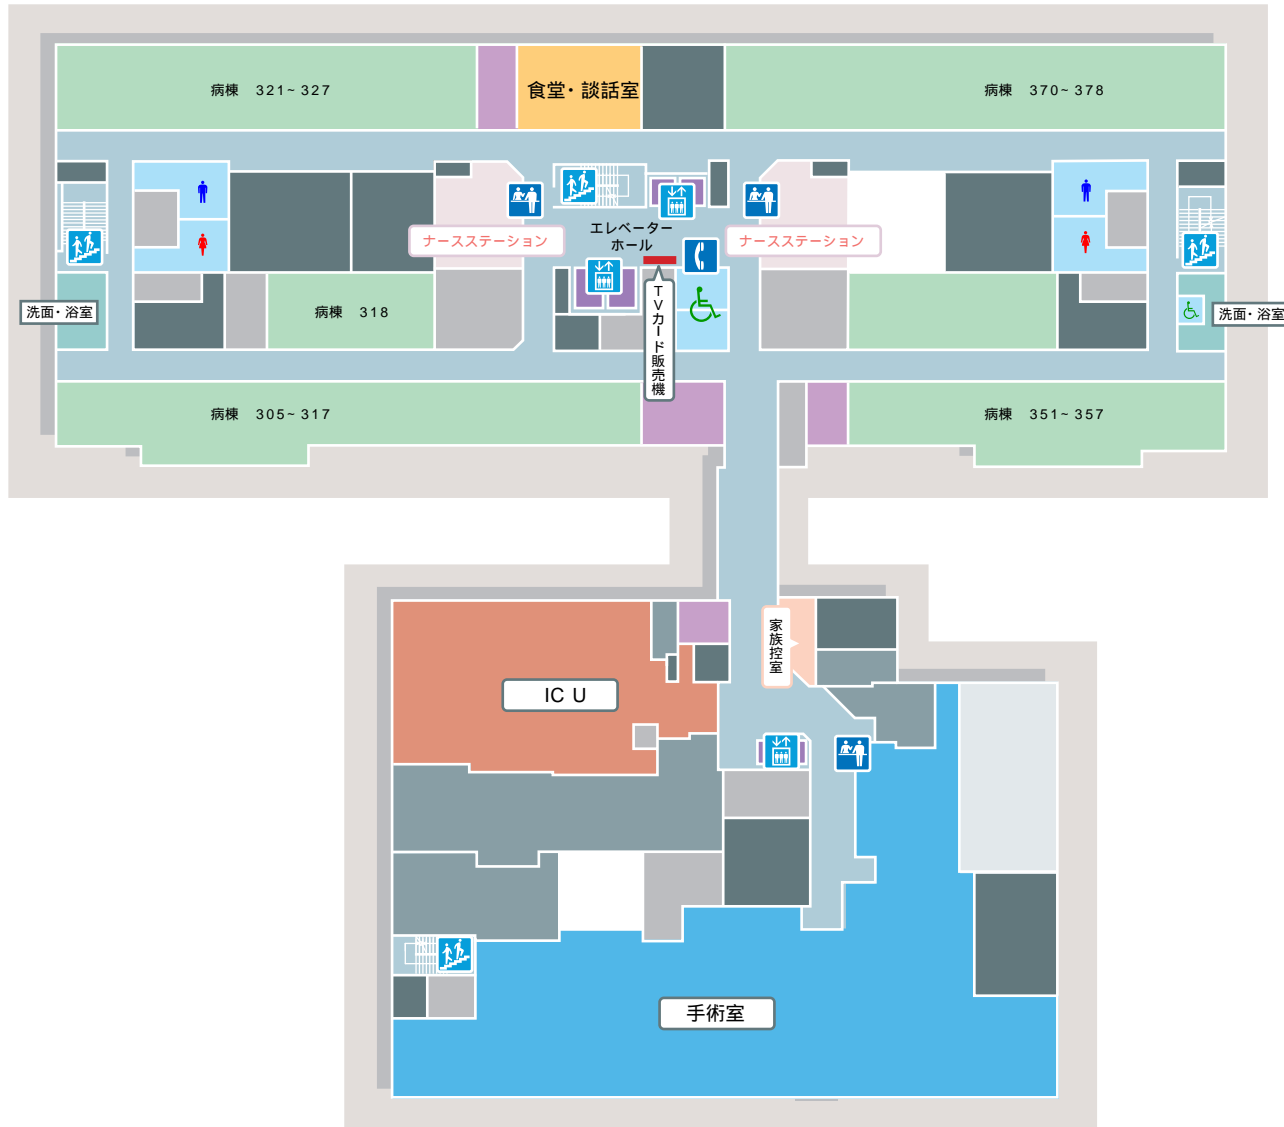 病棟 321~327
食堂・談話室
病棟 370~378
ナースステーション
エレベーター
ホール
ナースステーション
洗面・浴室
病棟 318
TVカード販売機
洗面・浴室
病棟 305~317
病棟 351~357
家族控室
ICU
手術室